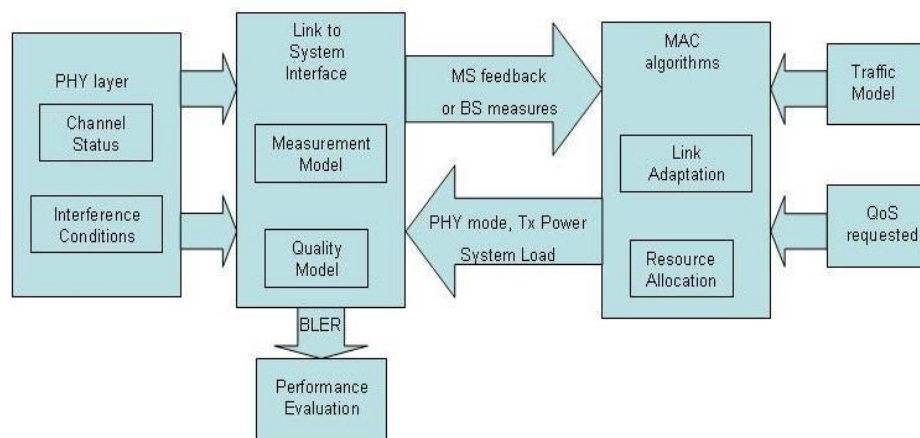 PHY layer
Channel
Status
Interference
Conditions
Link to
System
Interface
Measurement
Model
Quality
Model
MS feedback
or BS measures
PHY mode, Tx Power
System Load
MAC
algorithms
Link
Adaptation
Resource
Allocation
Traffic
Model
QoS
requested
BLER
Performance
Evaluation